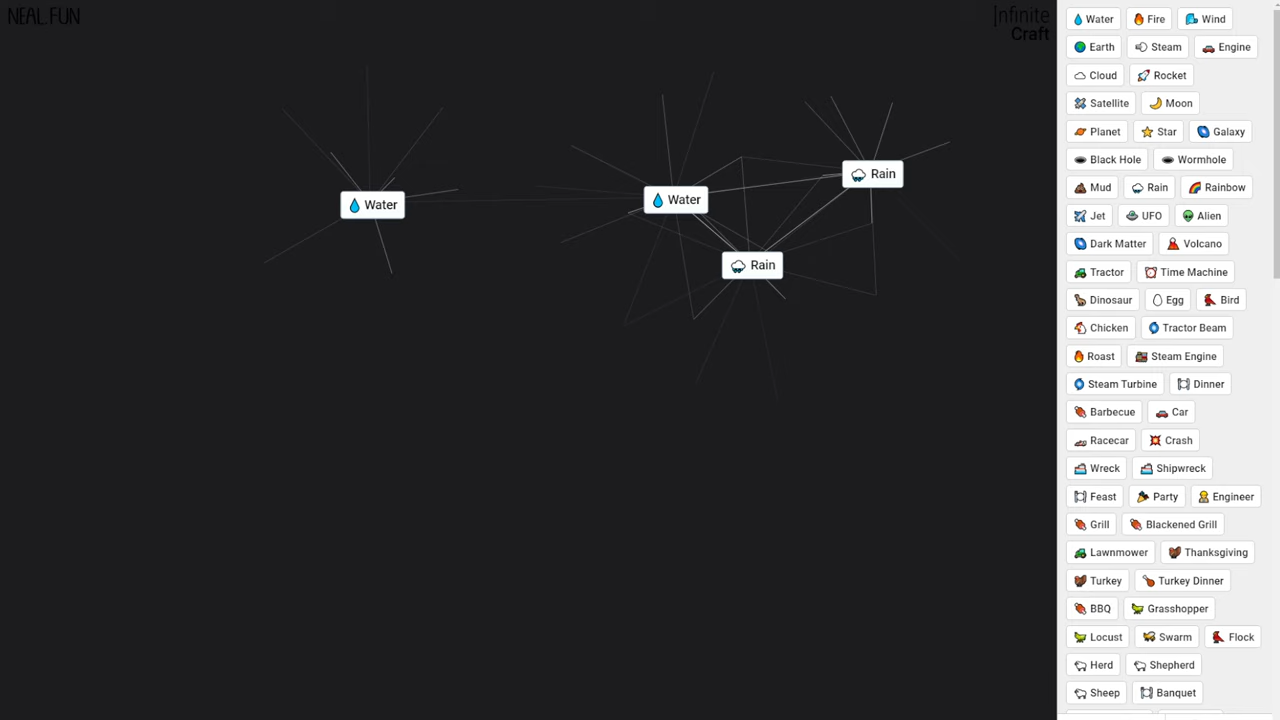 NEAL.FUN
Infinite
Craft
Water
Water
Rain
Rain
Water Fire Wind
Earth Steam Engine
Cloud Rocket
Satellite Moon
Planet Star Galaxy
Black Hole Wormhole
Mud Rain Rainbow
Jet UFO Alien
Dark Matter Volcano
Tractor Time Machine
Dinosaur Egg Bird
Chicken Tractor Beam
Roast Steam Engine
Steam Turbine Dinner
Barbecue Car
Racecar Crash
Wreck Shipwreck
Feast Party Engineer
Grill Blackened Grill
Lawnmower Thanksgiving
Turkey Turkey Dinner
BBQ Grasshopper
Locust Swarm Flock
Herd Shepherd
Sheep Banquet